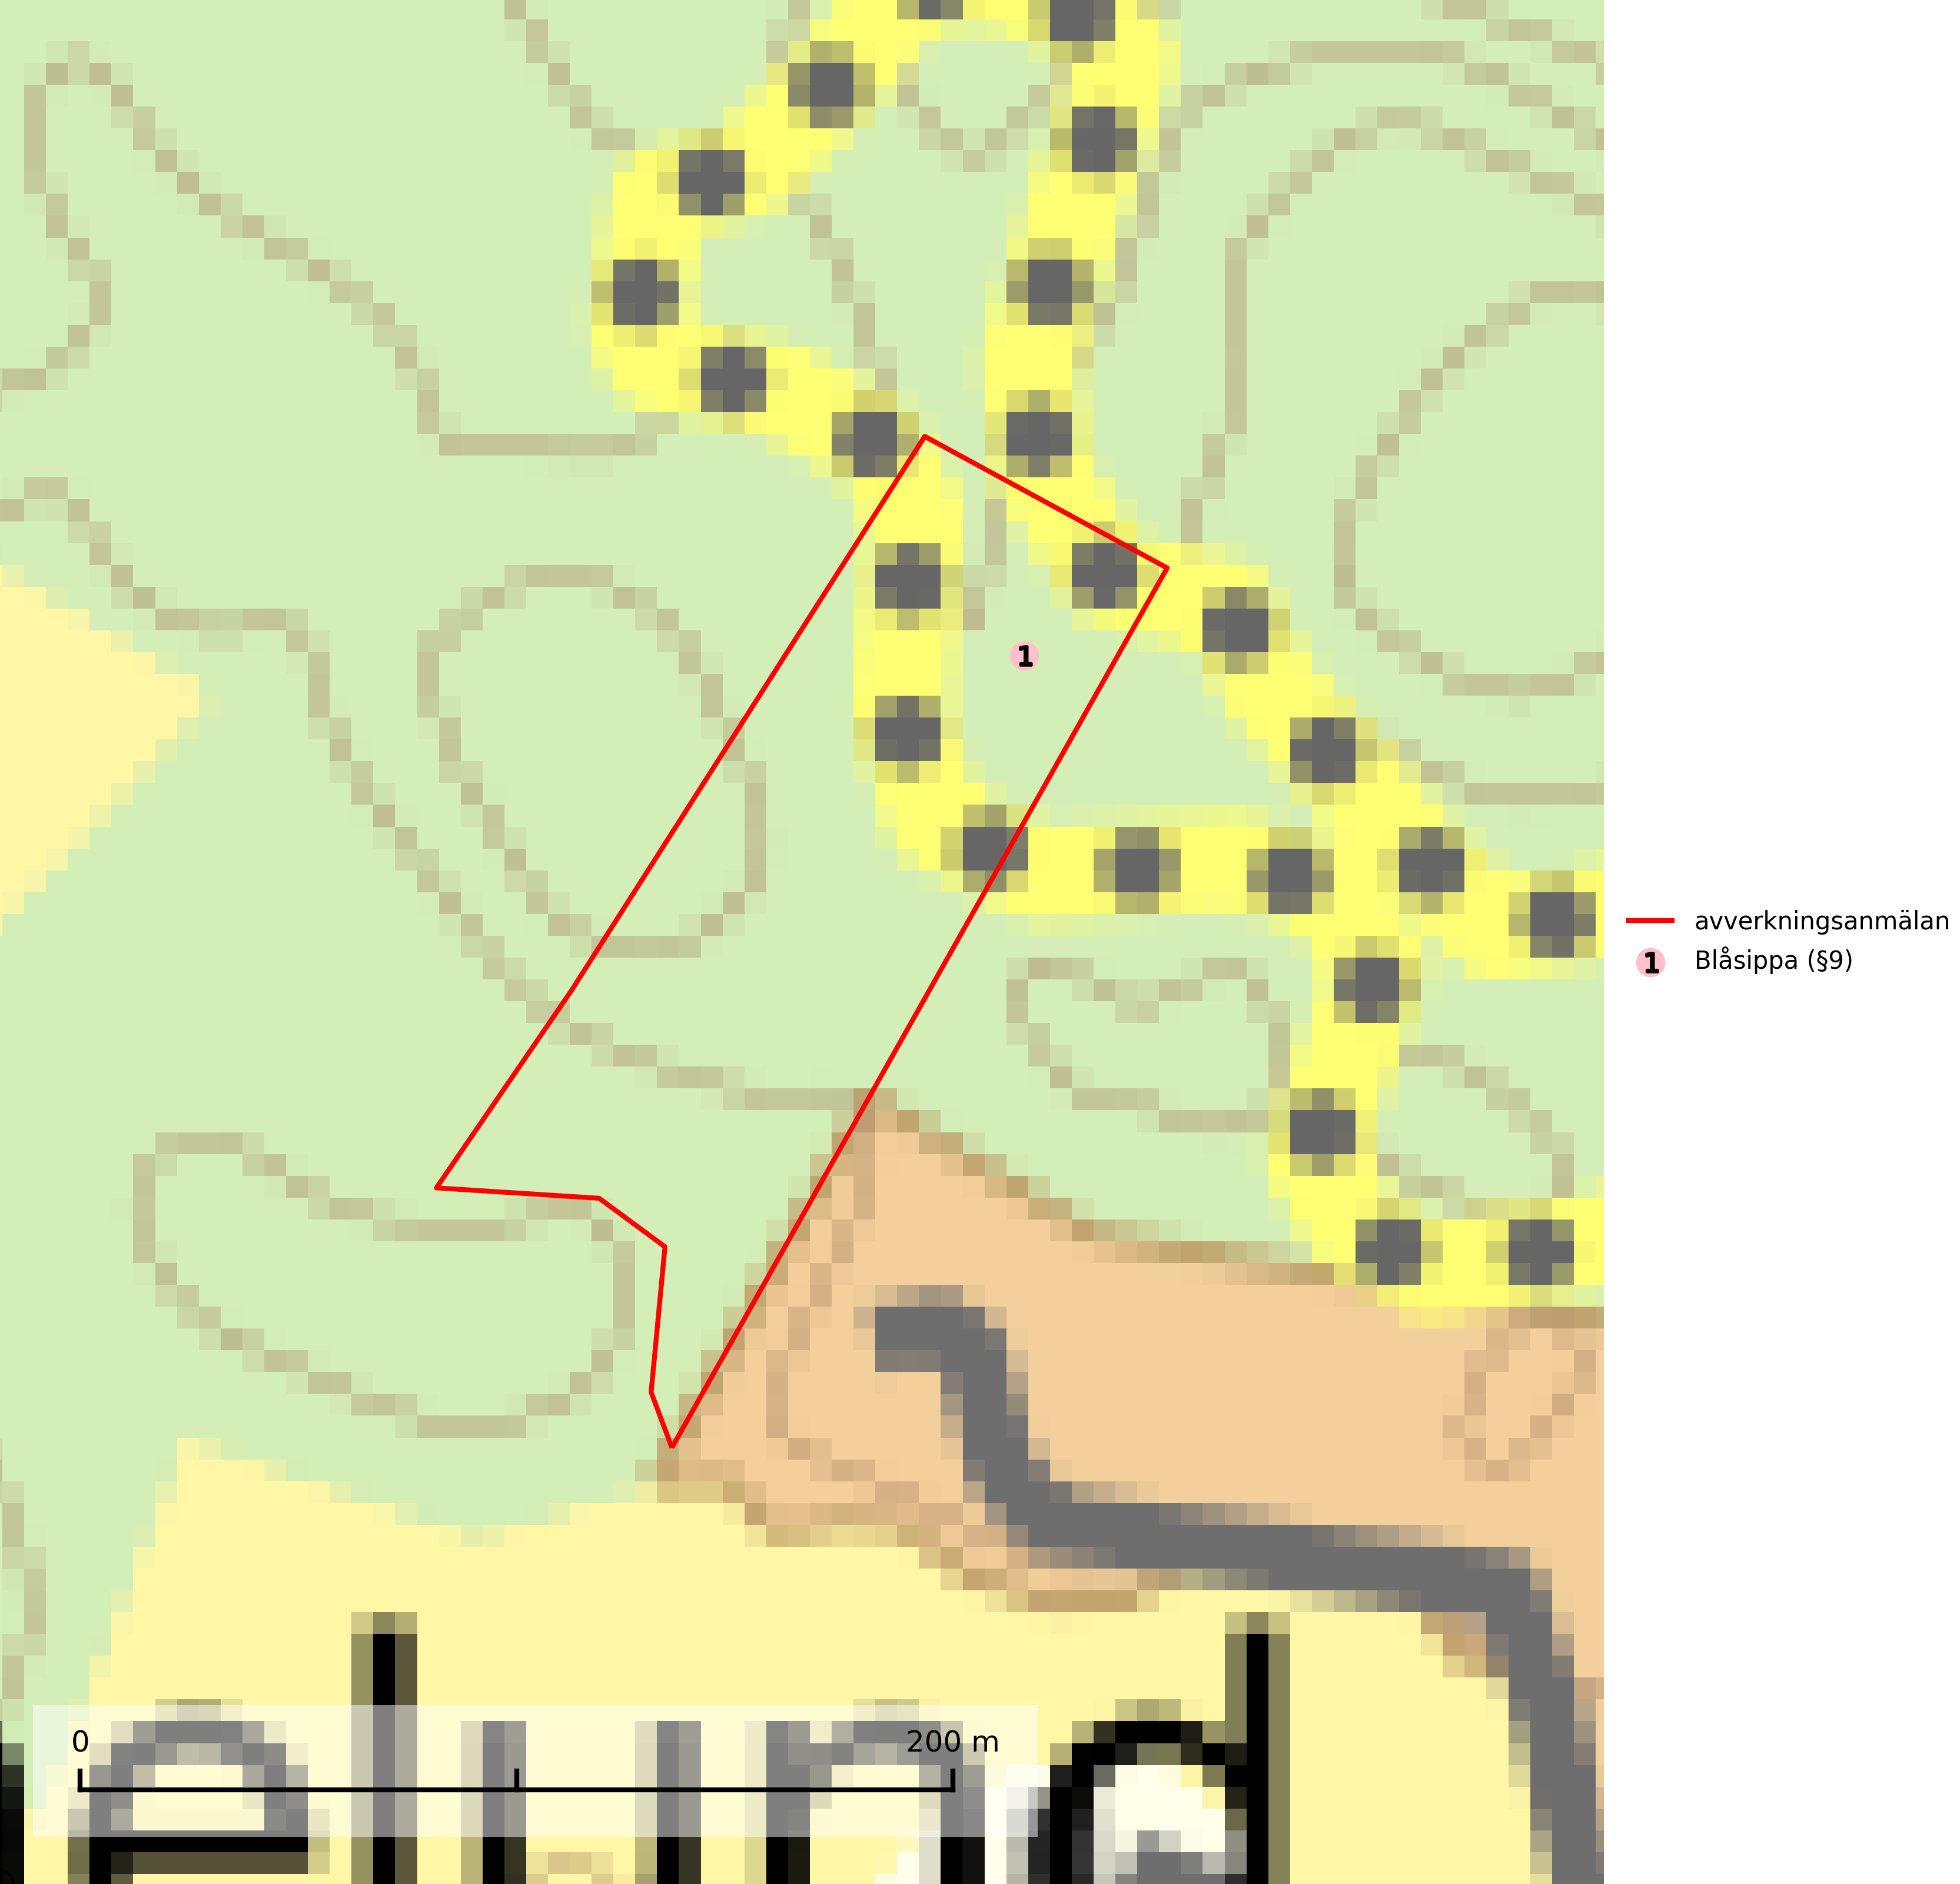 1
avverkningsanmälan
1 Blåsippa (§9)
0 200 m